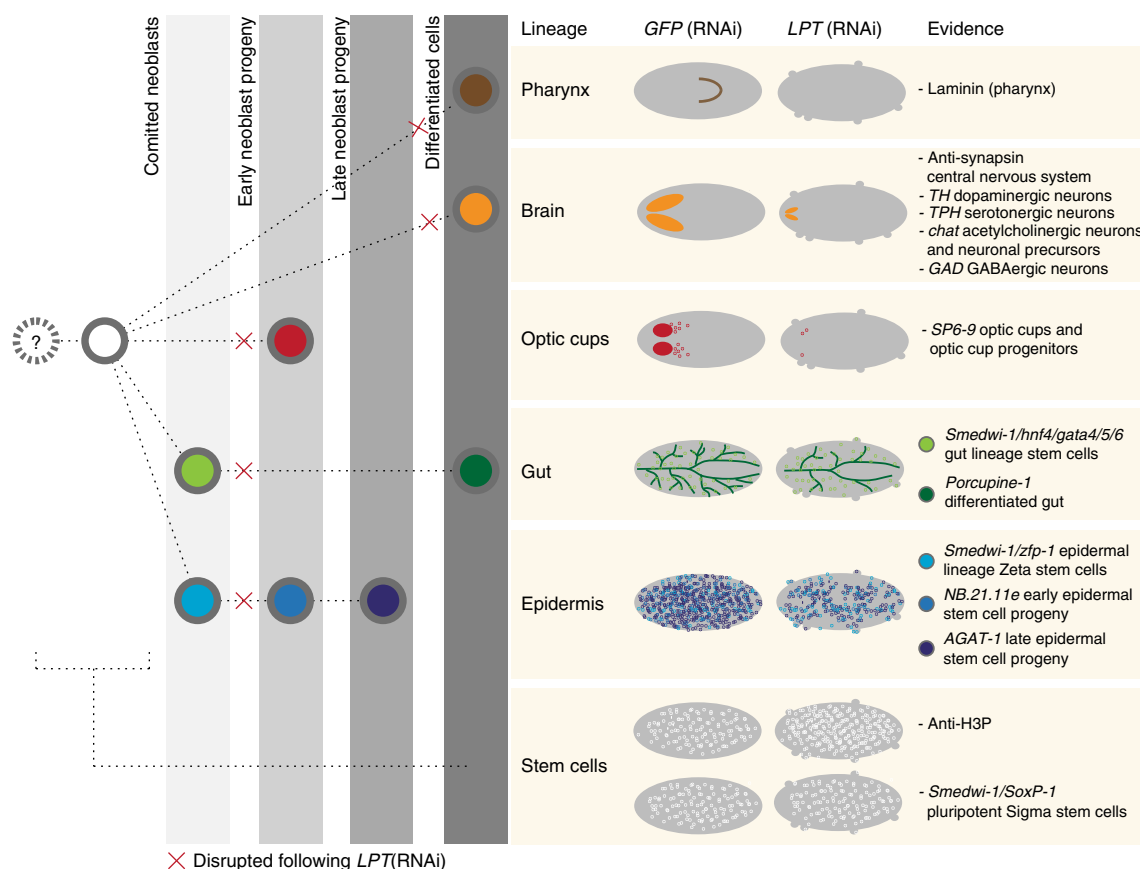 Comitted neoblasts
Early neoblast progeny
Late neoblast progeny
Differentiated cells
?
Disrupted following LPT(RNAi)
Lineage GFP (RNAi) LPT (RNAi) Evidence
Pharynx
- Laminin (pharynx)
Brain
- Anti-synapsin
central nervous system
- TH dopaminergic neurons
- TPH serotonergic neurons
- chat acetylcholinergic neurons
and neuronal precursors
- GAD GABAergic neurons
Optic cups
- SP6-9 optic cups and
optic cup progenitors
Gut
Smedwi-1/hnf4/gata4/5/6
gut lineage stem cells
Porcupine-1
differentiated gut
Epidermis
Smedwi-1/zfp-1 epidermal
lineage Zeta stem cells
NB.21.11e early epidermal
stem cell progeny
AGAT-1 late epidermal
stem cell progeny
Stem cells
- Anti-H3P
- Smedwi-1/SoxP-1
pluripotent Sigma stem cells